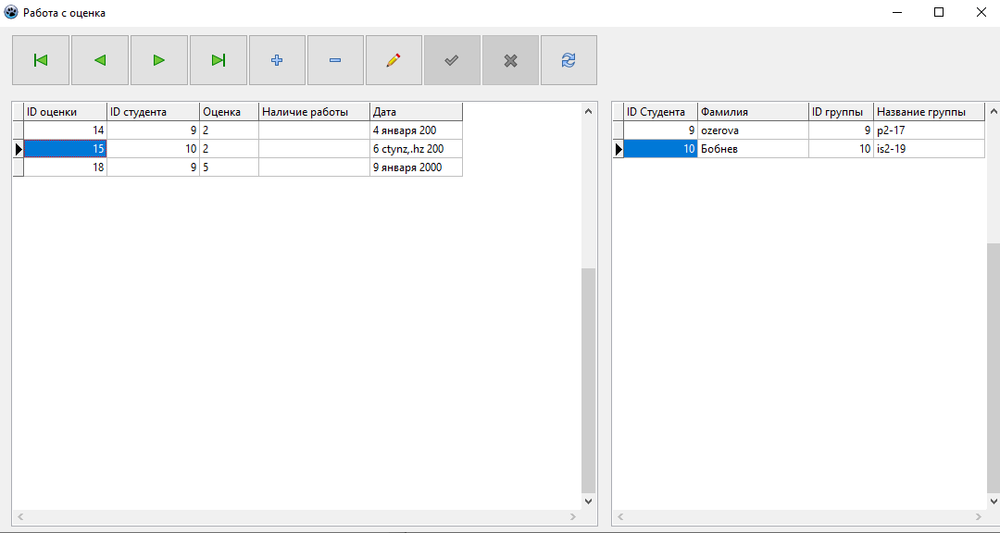 Работа с оценка
ID оценки ID студента Оценка Наличие работы Дата
14 9 2 4 января 200
15 10 2 6 ctynz,.hz 200
18 9 5 9 января 2000
ID Студента Фамилия ID группы Название группы
9 ozerova 9 p2-17
10 Бобнев 10 is2-19